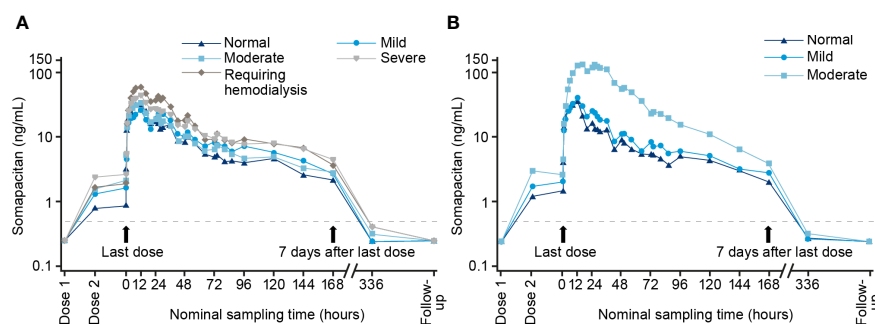 A
Normal
Mild
Moderate
Severe
Requiring
hemodialysis
Somapacitan (ng/mL)
150
100
10
1
0.1
Last dose
7 days after last dose
Dose 1
Dose 2
0 12 24 48 72 96 120 144 168 336
Follow-
up
Nominal sampling time (hours)
B
Normal
Mild
Moderate
Somapacitan (ng/mL)
150
100
10
1
0.1
Last dose
7 days after last dose
Dose 1
Dose 2
0 12 24 48 72 96 120 144 168 336
Follow-
up
Nominal sampling time (hours)